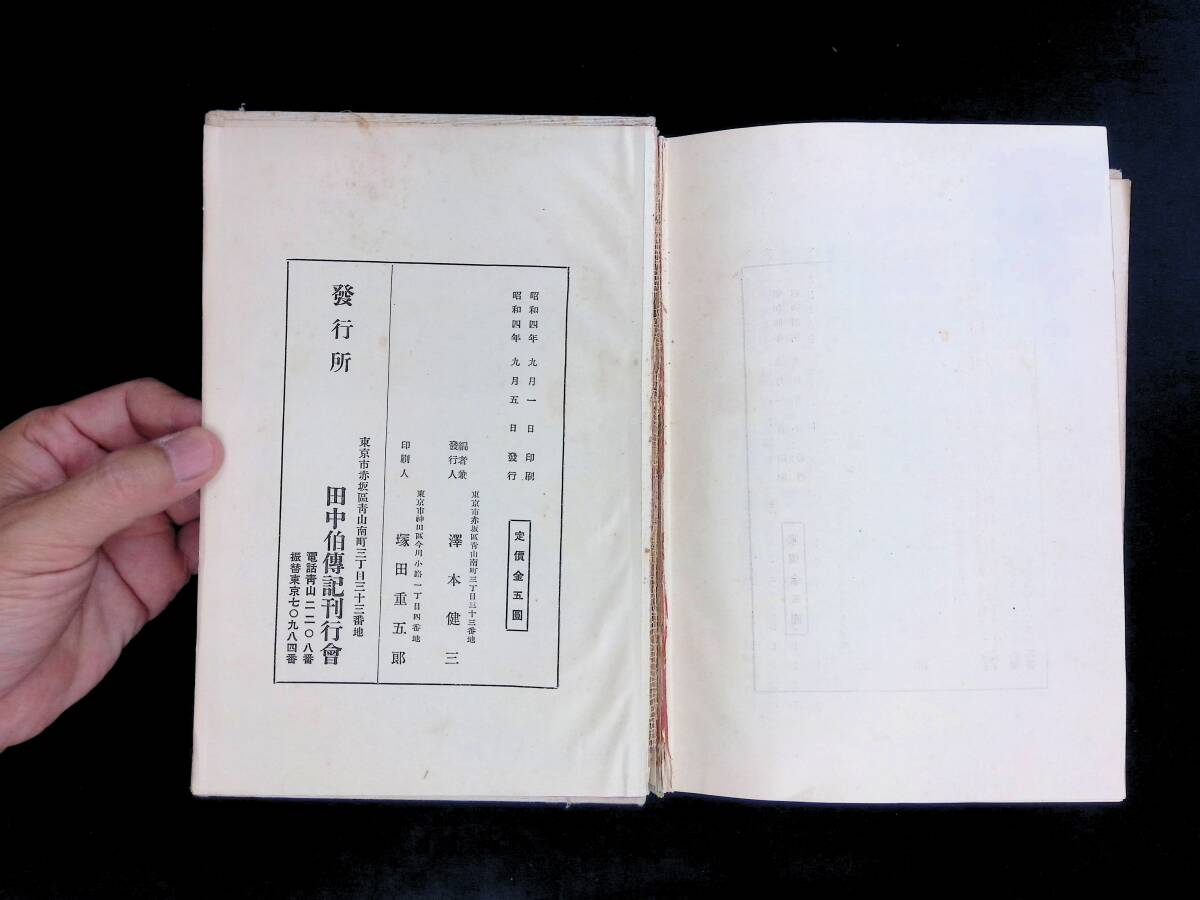 昭和四年九月一日印刷
昭和四年九月五日發行
定價金五圓
編者兼
發行人
東京市赤坂區靑山南町三丁目三十三番地
澤本健三
印刷人
東京市神田區今川小路一丁目四番地
塚田重五郎
發行所
東京市赤坂區靑山南町三丁目三十三番地
田中伯傳記刊行會
電話靑山二二〇八番
振替東京七〇九八四番